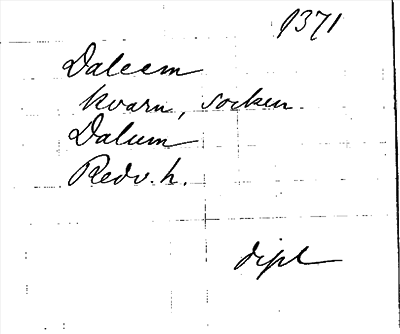 1371
Daleem
kvarn, socken.
Dalum
Redv. h.
dipl